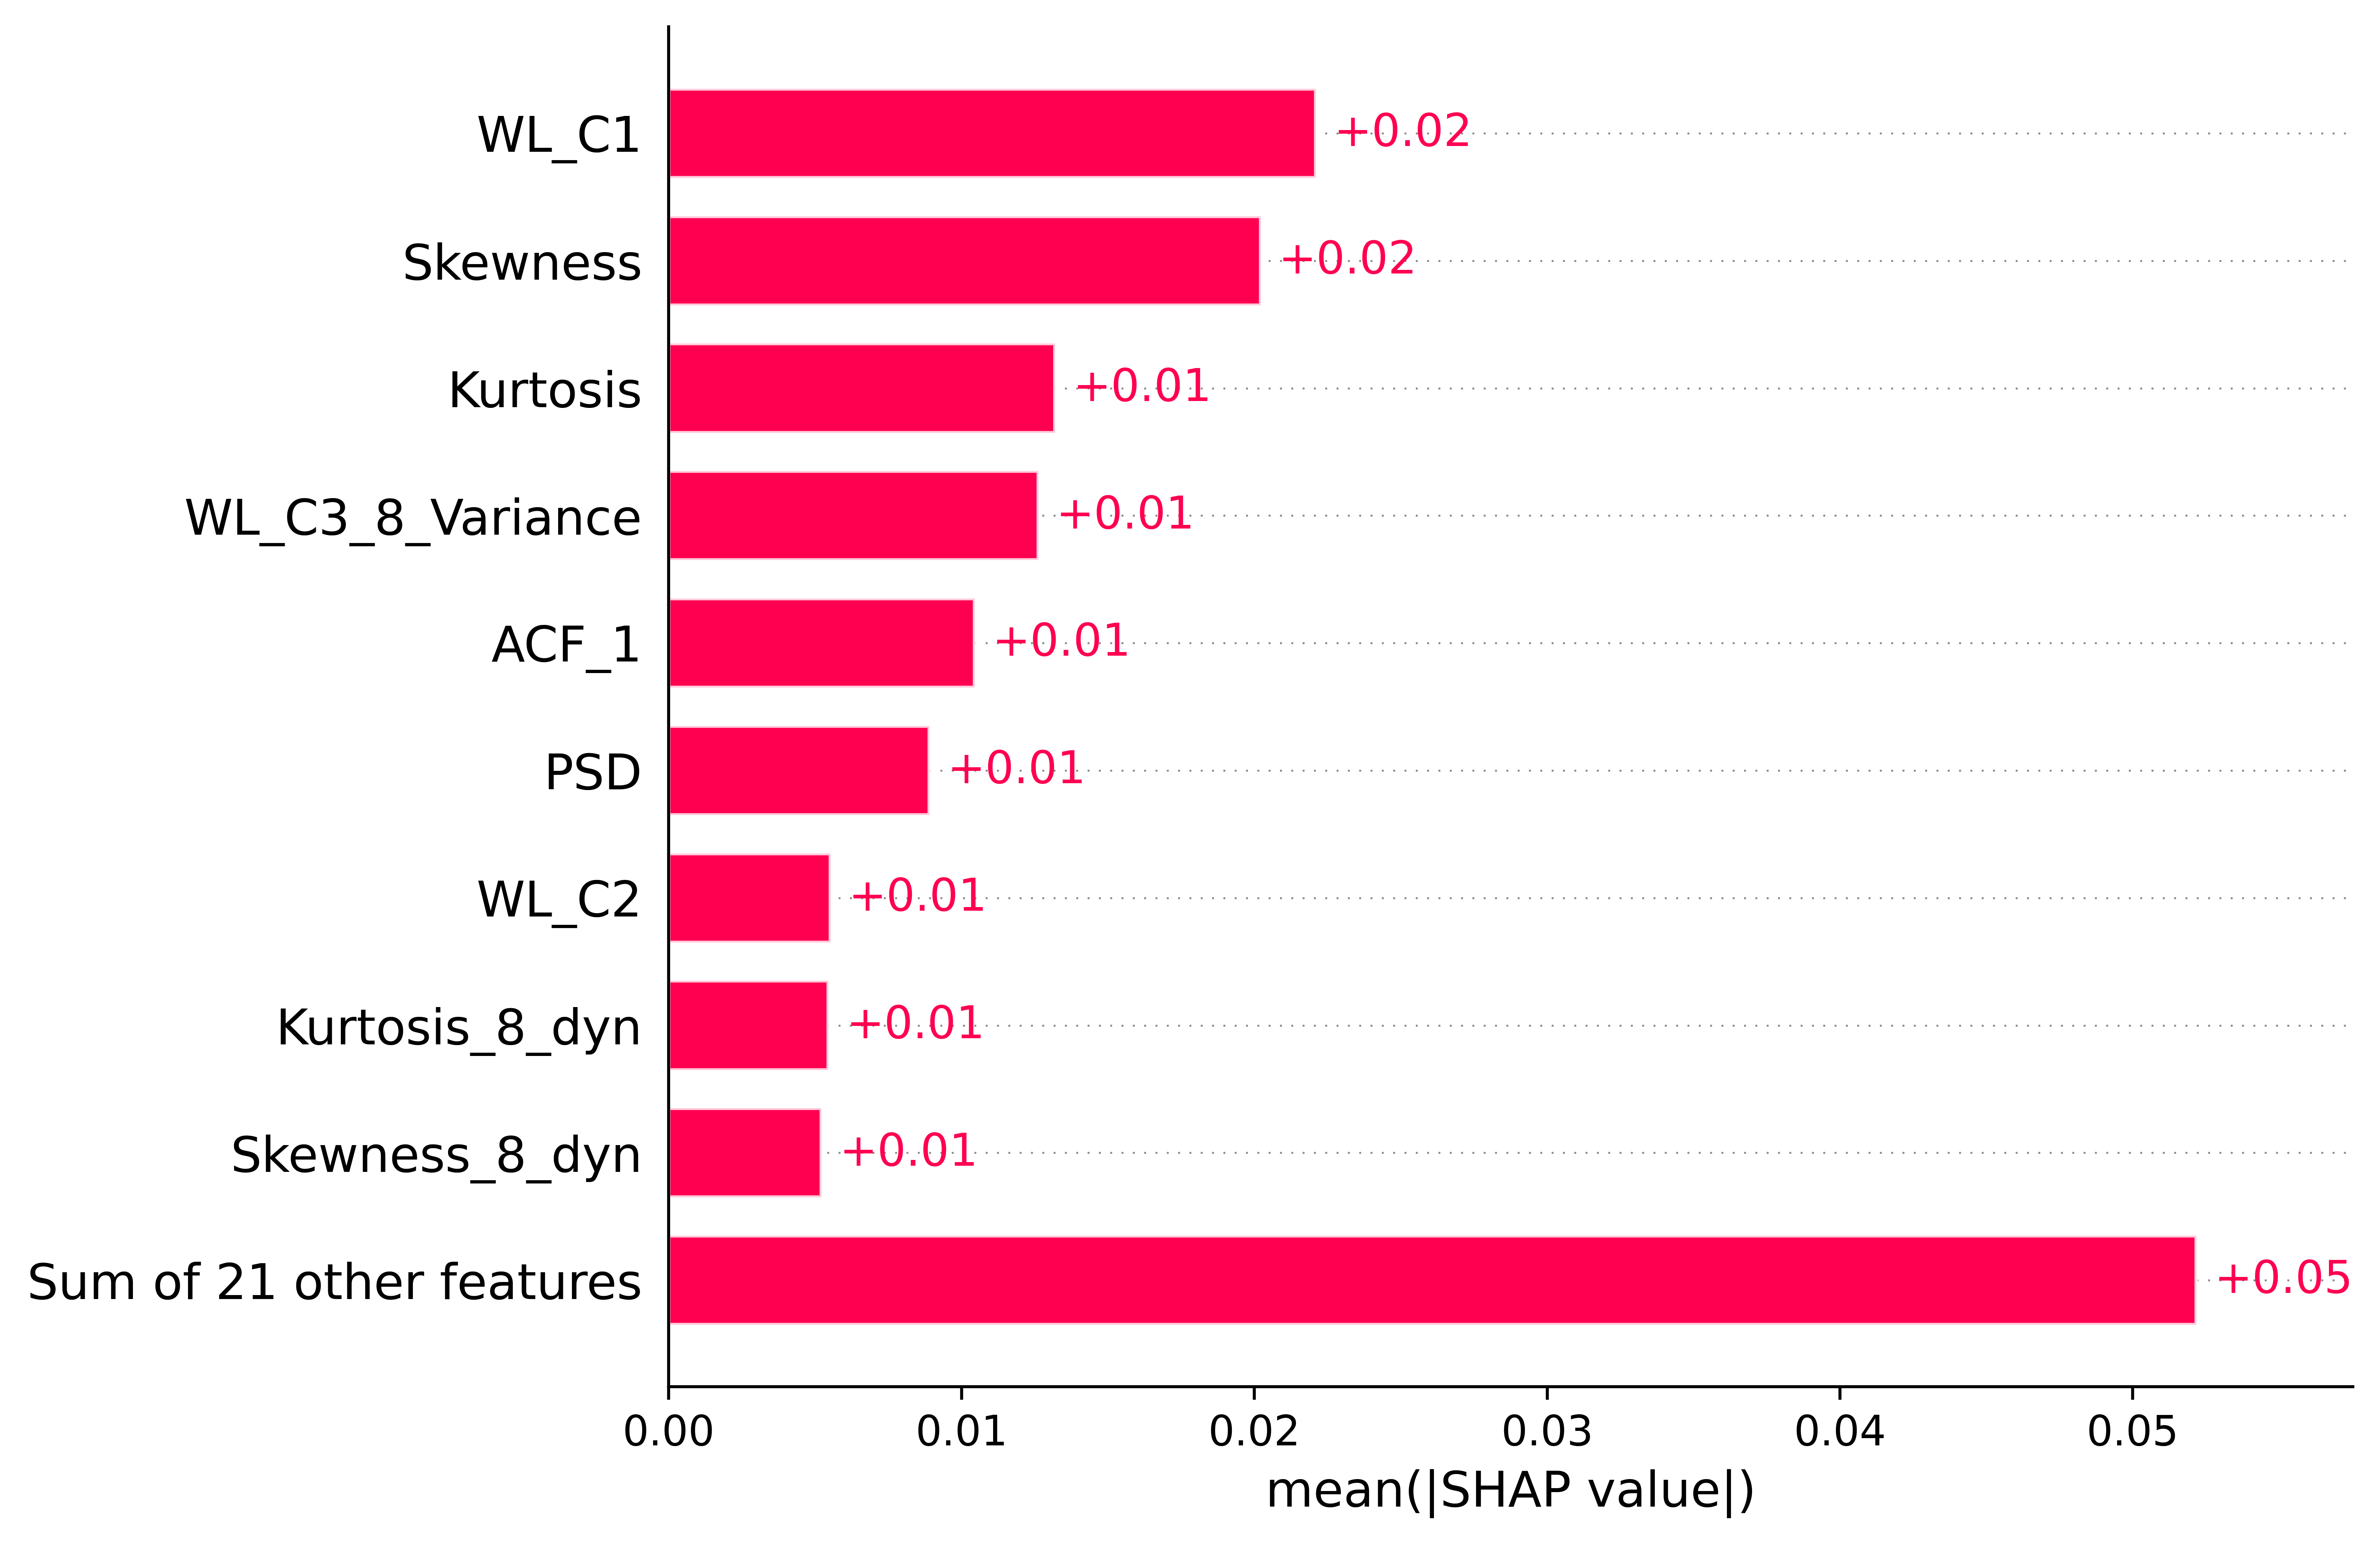 WL_C1 +0.02
Skewness +0.02
Kurtosis +0.01
WL_C3_8_Variance +0.01
ACF_1 +0.01
PSD +0.01
WL_C2 +0.01
Kurtosis_8_dyn +0.01
Skewness_8_dyn +0.01
Sum of 21 other features +0.05
0.00 0.01 0.02 0.03 0.04 0.05
mean(|SHAP value|)